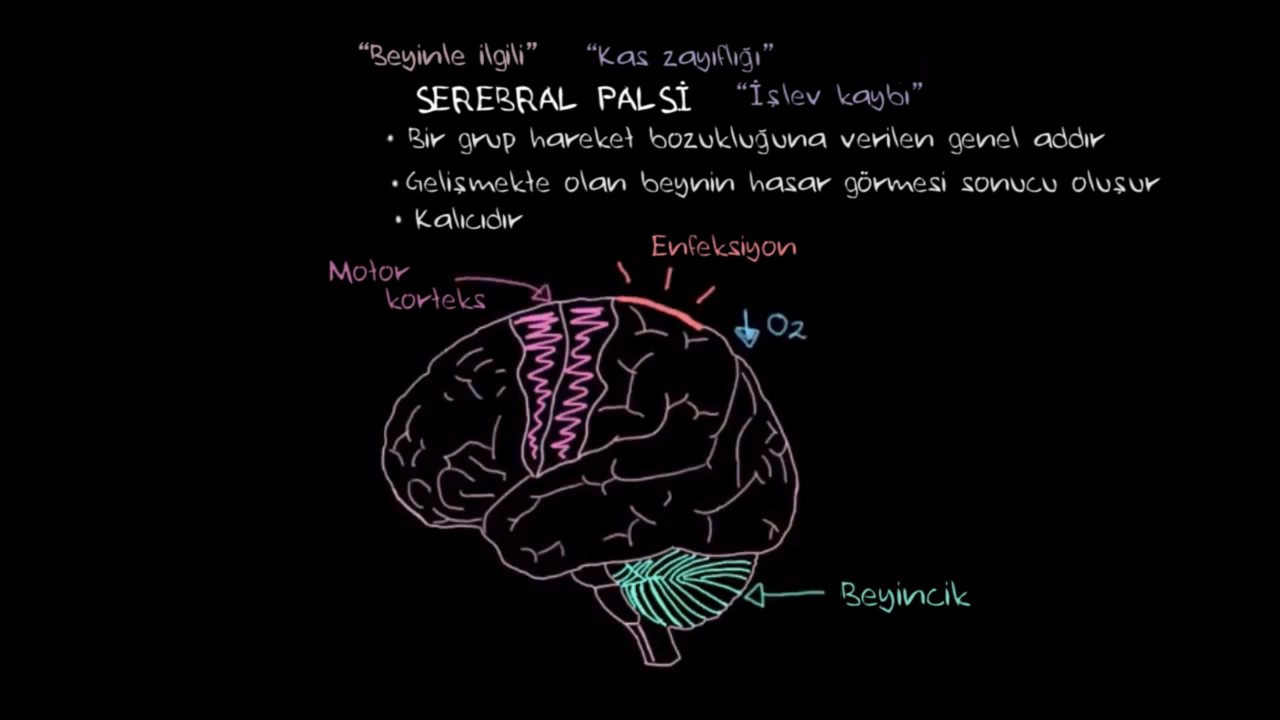 “Beyinle ilgili” “Kas zayıflığı”
SEREBRAL PALSİ “İşlev kaybı”
• Bir grup hareket bozukluğuna verilen genel addır
• Gelişmekte olan beynin hasar görmesi sonucu oluşur
• Kalıcıdır
Enfeksiyon
Motor
korteks
O2
Beyincik